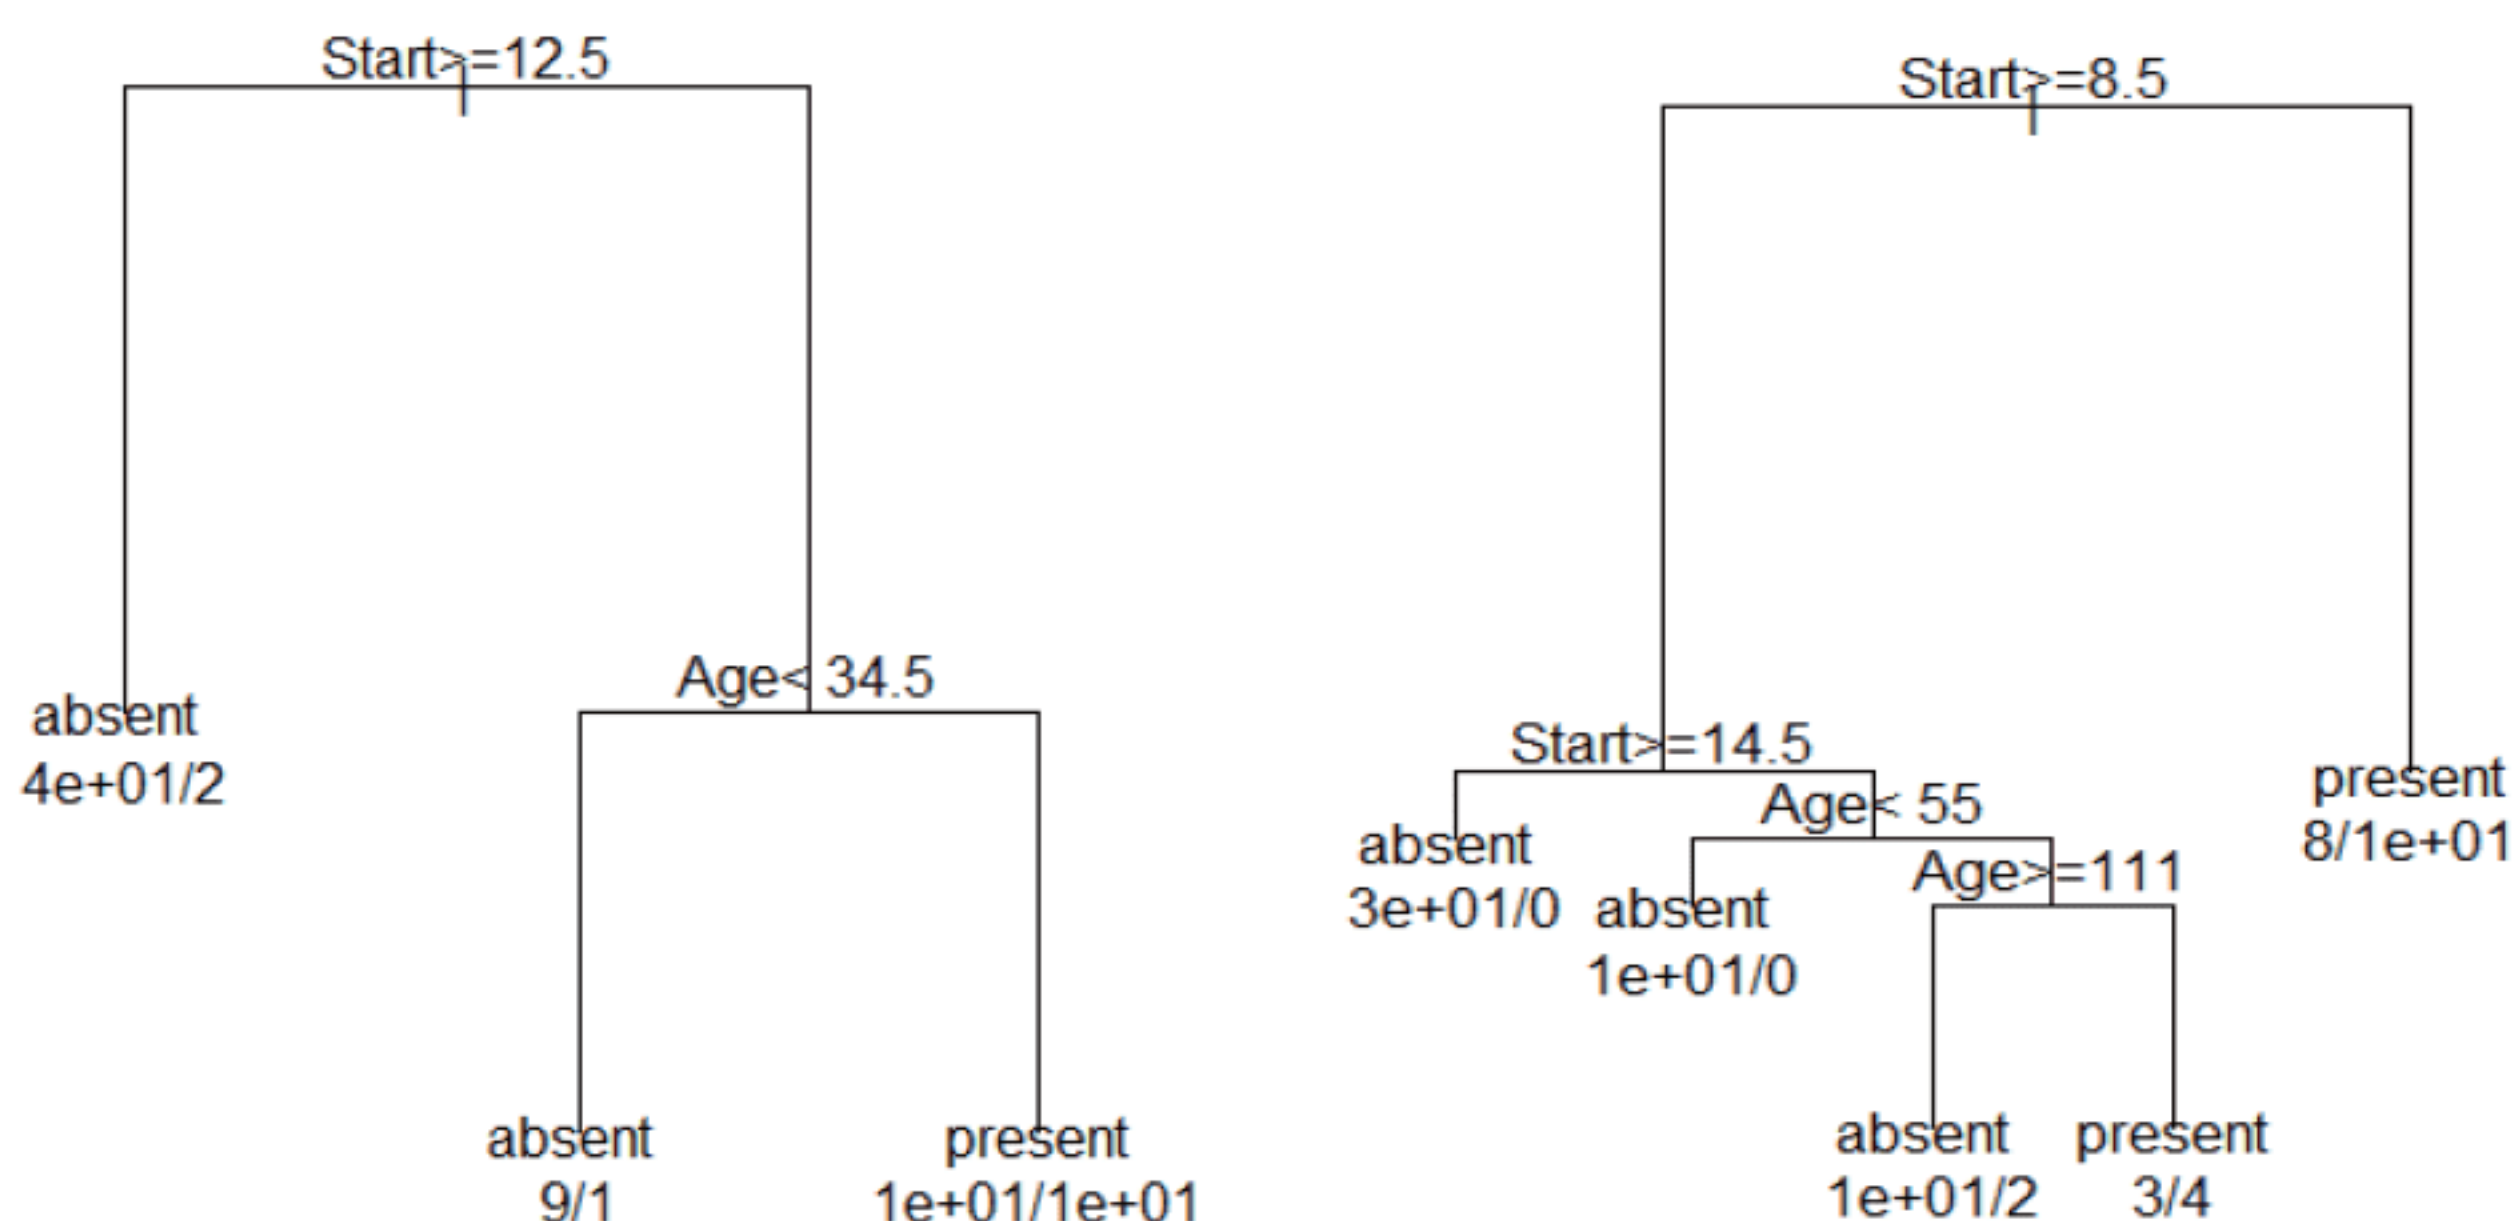 Start>=12.5
Age< 34.5
absent
4e+01/2
absent
9/1
present
1e+01/1e+01
Start>=8.5
Start>=14.5
Age< 55
Age>=111
absent
3e+01/0
absent
1e+01/0
absent
1e+01/2
present
3/4
present
8/1e+01